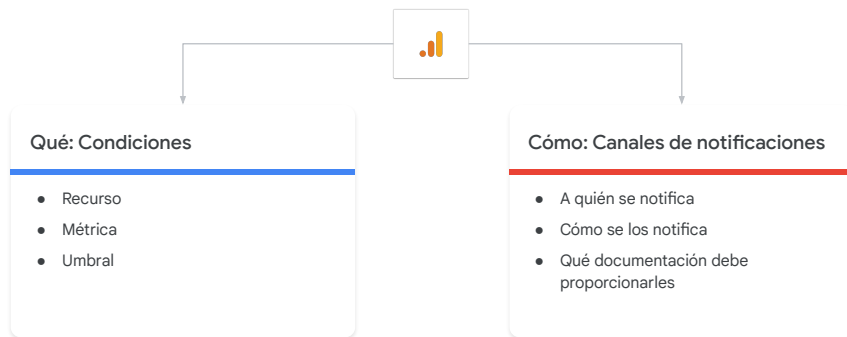 Qué: Condiciones
● Recurso
● Métrica
● Umbral
Cómo: Canales de notificaciones
● A quién se notifica
● Cómo se los notifica
● Qué documentación debe
proporcionarles